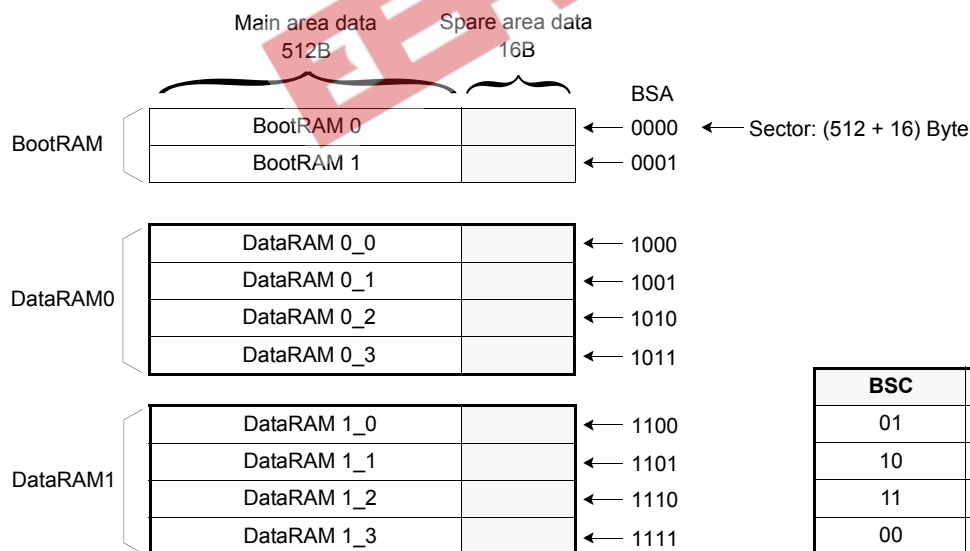 Main area data
512B
Spare area data
16B
BSA
BootRAM
BootRAM 0
0000
Sector: (512 + 16) Byte
BootRAM 1
0001
DataRAM0
DataRAM 0_0
1000
DataRAM 0_1
1001
DataRAM 0_2
1010
DataRAM 0_3
1011
DataRAM1
DataRAM 1_0
1100
DataRAM 1_1
1101
DataRAM 1_2
1110
DataRAM 1_3
1111
BSC
01
10
11
00